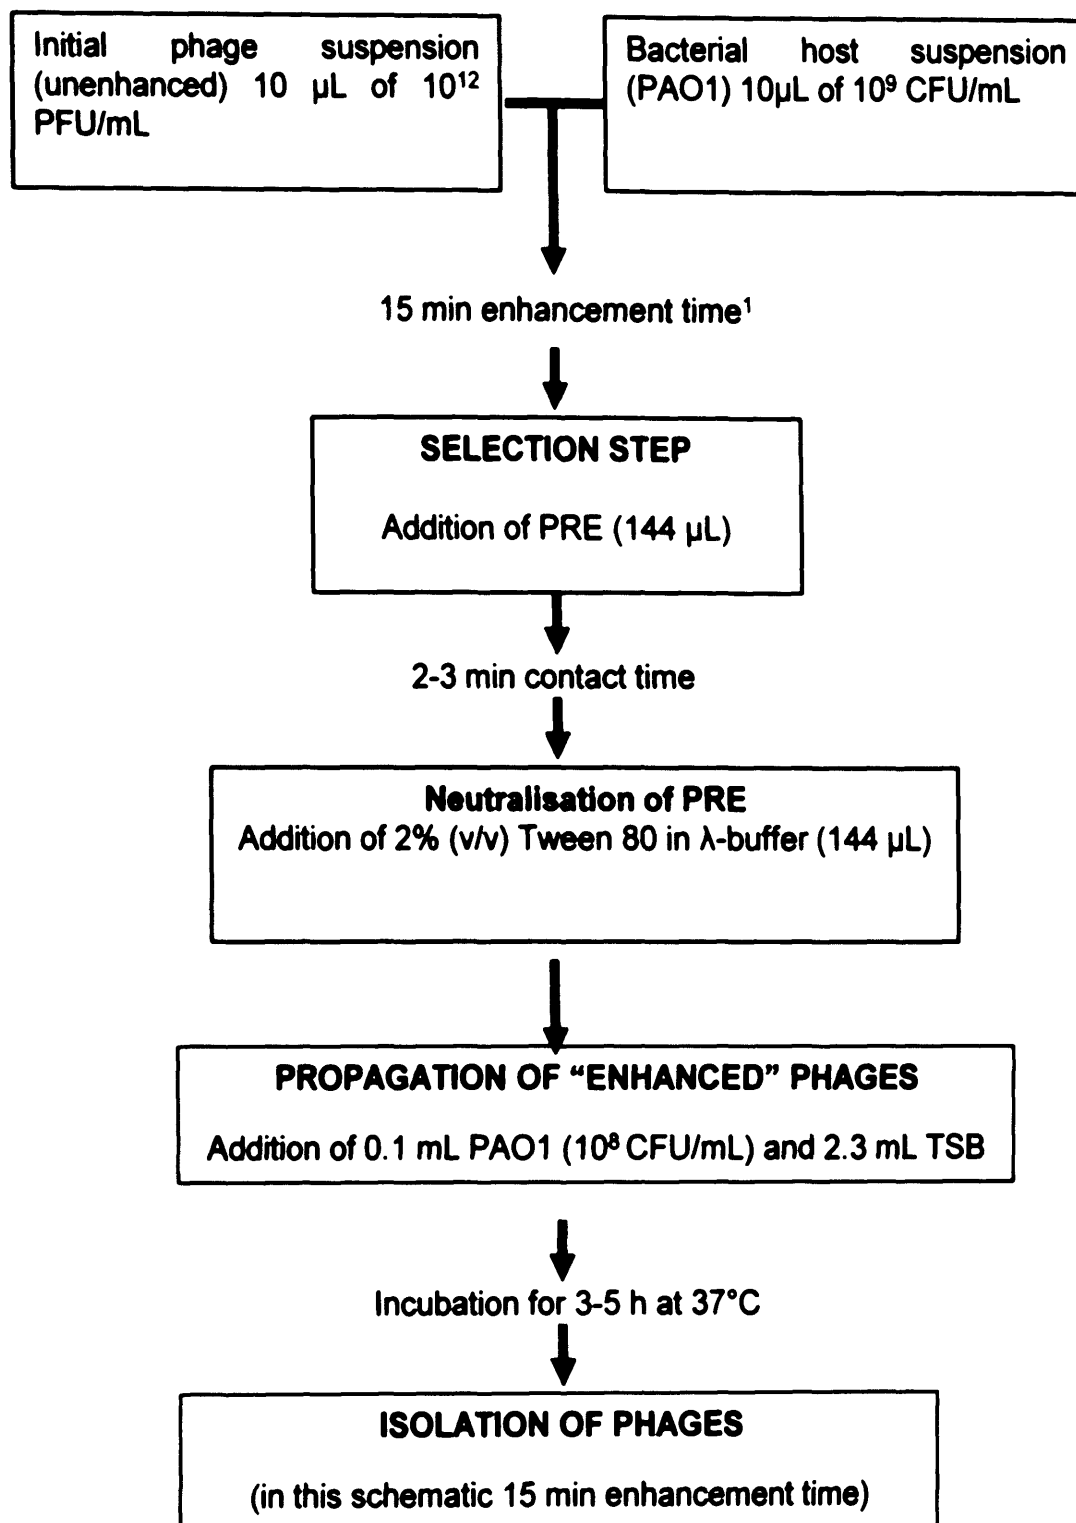 Initial phage suspension
(unenhanced) 10 µL of 10¹²
PFU/mL
Bacterial host suspension
(PAO1) 10µL of 10⁹ CFU/mL
15 min enhancement time¹
SELECTION STEP
Addition of PRE (144 µL)
2-3 min contact time
Neutralisation of PRE
Addition of 2% (v/v) Tween 80 in λ-buffer (144 µL)
PROPAGATION OF “ENHANCED” PHAGES
Addition of 0.1 mL PAO1 (10⁸ CFU/mL) and 2.3 mL TSB
Incubation for 3-5 h at 37°C
ISOLATION OF PHAGES
(in this schematic 15 min enhancement time)